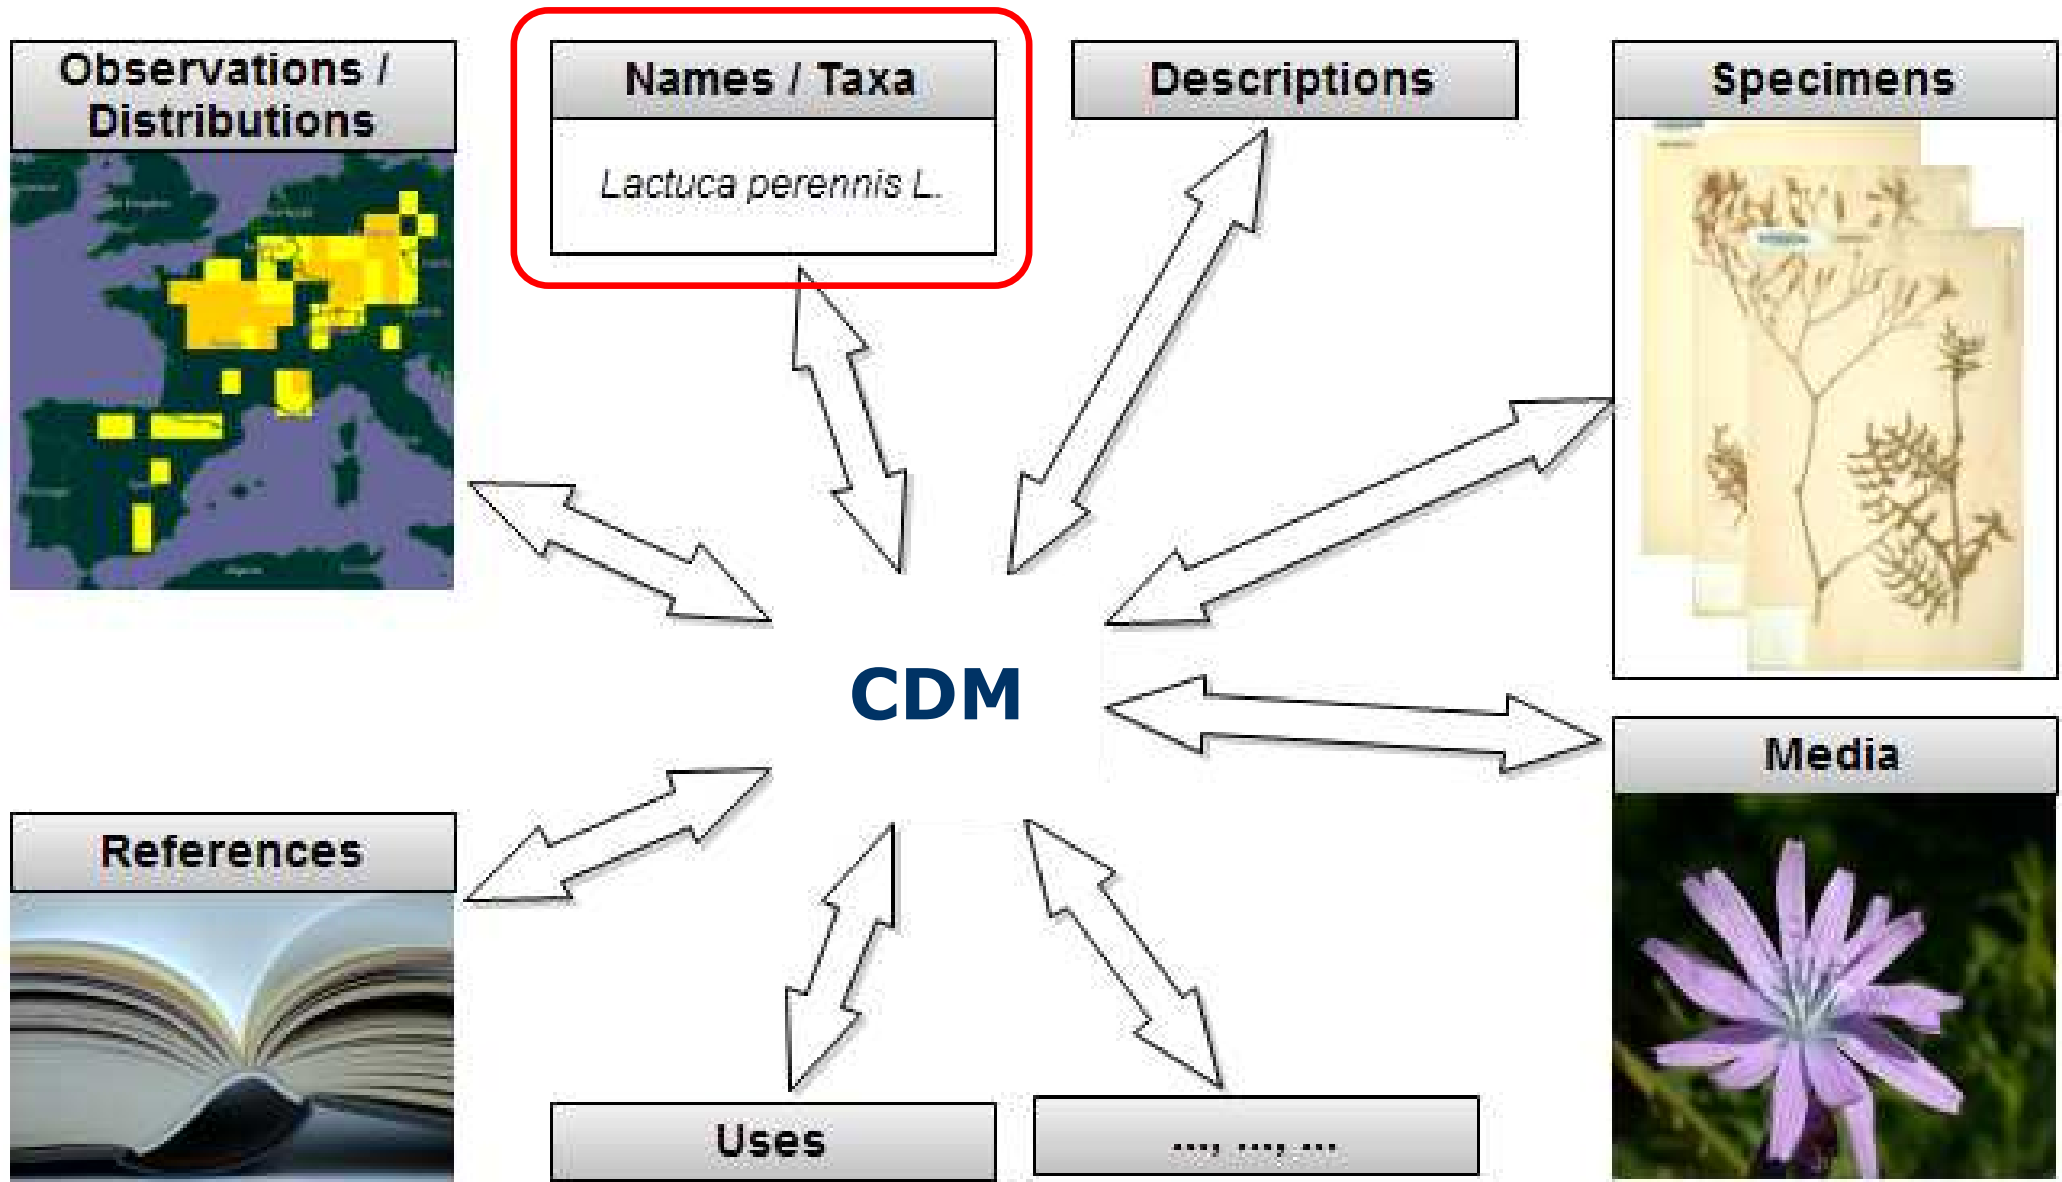 Observations /
Distributions
Names / Taxa
Lactuca perennis L.
Descriptions
Specimens
CDM
Media
References
Uses
...., ...., ...